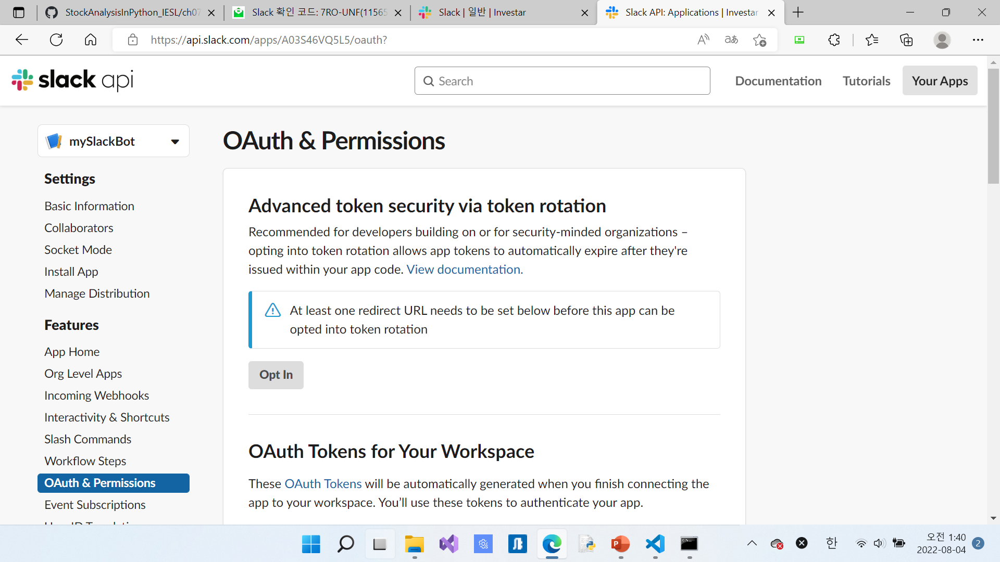 StockAnalysisInPython_IESL/ch07
Slack 확인 코드: 7RO-UNF(11565
Slack | 일반 | Investar
Slack API: Applications | Investar
https://api.slack.com/apps/A03S46VQ5L5/oauth?
slack api
Search
Documentation
Tutorials
Your Apps
mySlackBot
Settings
Basic Information
Collaborators
Socket Mode
Install App
Manage Distribution
Features
App Home
Org Level Apps
Incoming Webhooks
Interactivity & Shortcuts
Slash Commands
Workflow Steps
OAuth & Permissions
Event Subscriptions
OAuth & Permissions
Advanced token security via token rotation
Recommended for developers building on or for security-minded organizations –
opting into token rotation allows app tokens to automatically expire after they're
issued within your app code. View documentation.
At least one redirect URL needs to be set below before this app can be
opted into token rotation
Opt In
OAuth Tokens for Your Workspace
These OAuth Tokens will be automatically generated when you finish connecting the
app to your workspace. You’ll use these tokens to authenticate your app.
한
오전 1:40
2022-08-04
2